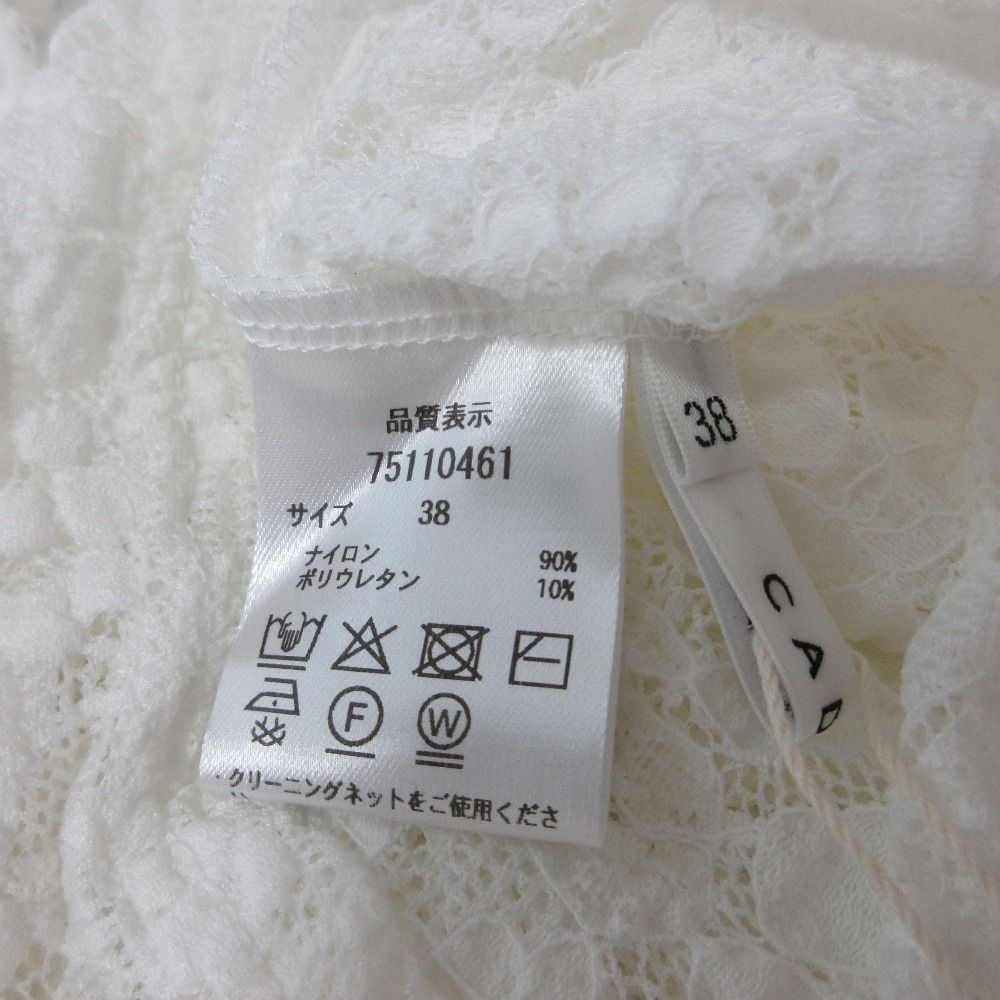 品質表示
75110461
サイズ 38
ナイロン 90%
ポリウレタン 10%
F W
・クリーニングネットをご使用くださ
38